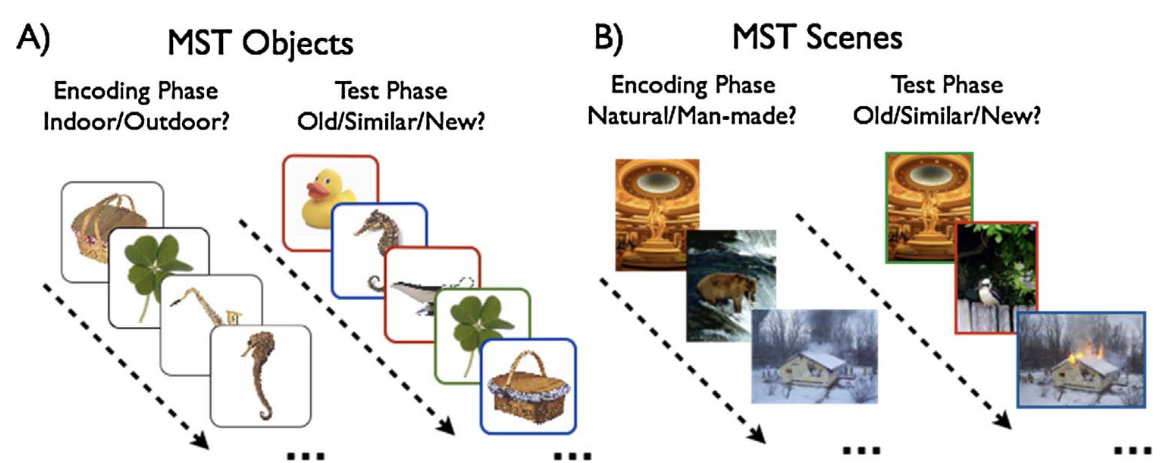 A)
MST Objects
Encoding Phase
Indoor/Outdoor?
Test Phase
Old/Similar/New?
...
...
B)
MST Scenes
Encoding Phase
Natural/Man-made?
Test Phase
Old/Similar/New?
...
...